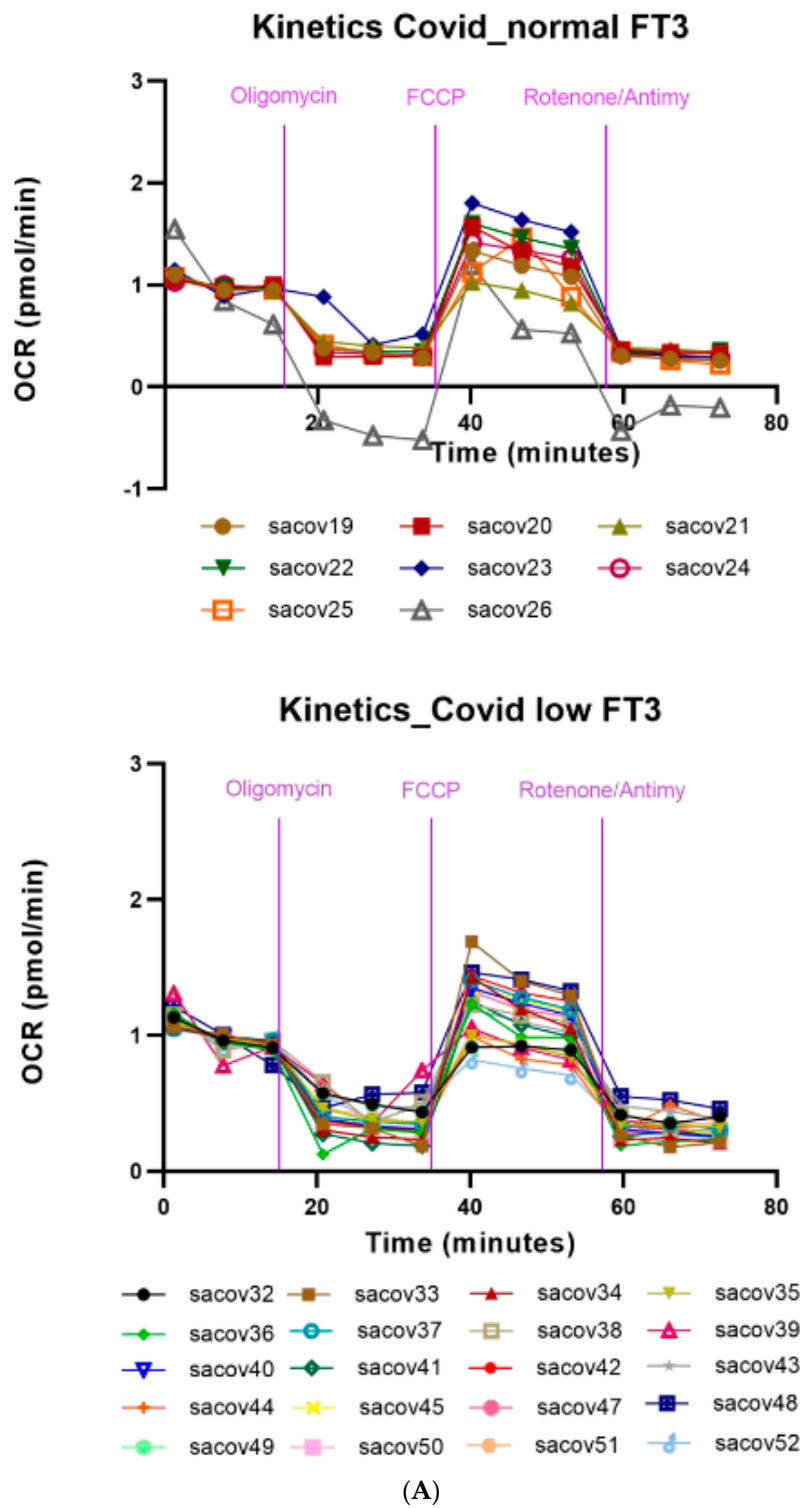 Kinetics Covid_normal FT3
3
Oligomycin FCCP Rotenone/Antimy
2
OCR (pmol/min)
1
0
20 40 60 80
Time (minutes)
-1
sacov19 sacov20 sacov21
sacov22 sacov23 sacov24
sacov25 sacov26
Kinetics_Covid low FT3
3
Oligomycin FCCP Rotenone/Antimy
2
OCR (pmol/min)
1
0
0 20 40 60 80
Time (minutes)
sacov32 sacov33 sacov34 sacov35
sacov36 sacov37 sacov38 sacov39
sacov40 sacov41 sacov42 sacov43
sacov44 sacov45 sacov47 sacov48
sacov49 sacov50 sacov51 sacov52
(A)